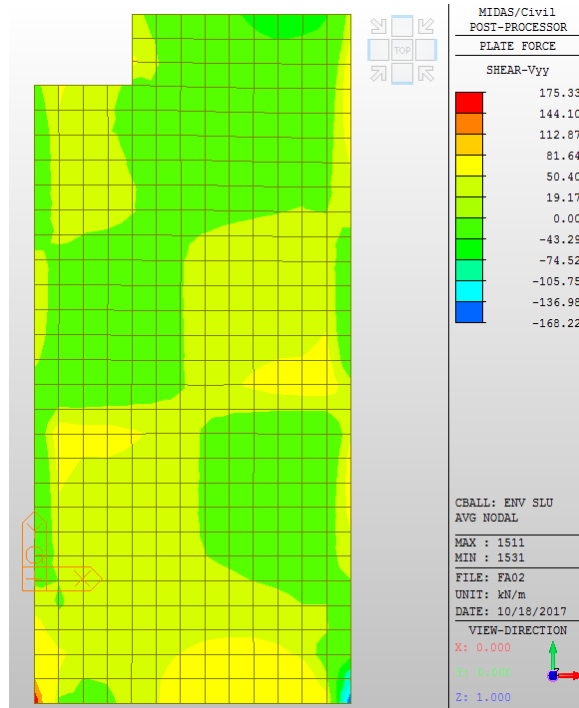 TOP
MIDAS/Civil
POST-PROCESSOR
PLATE FORCE
SHEAR-Vyy
175.33
144.10
112.87
81.64
50.40
19.17
0.00
-43.29
-74.52
-105.75
-136.98
-168.22
CBALL: ENV SLU
AVG NODAL
MAX : 1511
MIN : 1531
FILE: FA02
UNIT: kN/m
DATE: 10/18/2017
VIEW-DIRECTION
X: 0.000
Z: 1.000